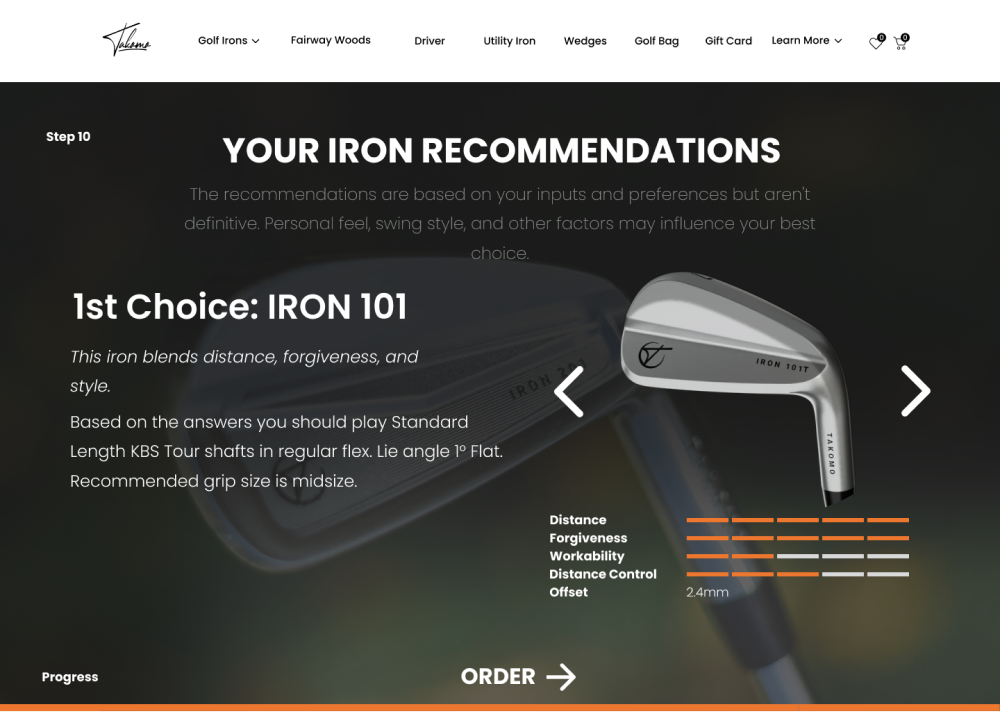 Takomo
Golf Irons
Fairway Woods
Driver
Utility Iron
Wedges
Golf Bag
Gift Card
Learn More
0
0
Step 10
YOUR IRON RECOMMENDATIONS
The recommendations are based on your inputs and preferences but aren't
definitive. Personal feel, swing style, and other factors may influence your best
choice.
1st Choice: IRON 101
This iron blends distance, forgiveness, and
style.
Based on the answers you should play Standard
Length KBS Tour shafts in regular flex. Lie angle 1º Flat.
Recommended grip size is midsize.
IRON
IRON 101T
TAKOMO
Distance
Forgiveness
Workability
Distance Control
Offset 2.4mm
Progress
ORDER